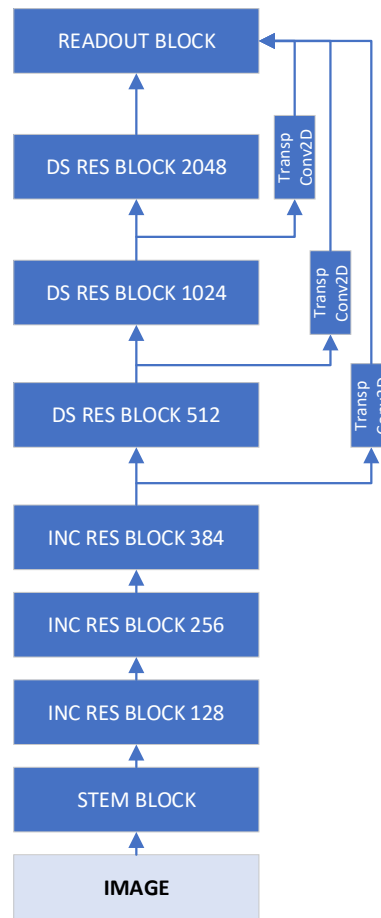 READOUT BLOCK
Transp
Conv2D
DS RES BLOCK 2048
DS RES BLOCK 1024
Transp
Conv2D
DS RES BLOCK 512
Transp
Conv2D
INC RES BLOCK 384
INC RES BLOCK 256
INC RES BLOCK 128
STEM BLOCK
IMAGE